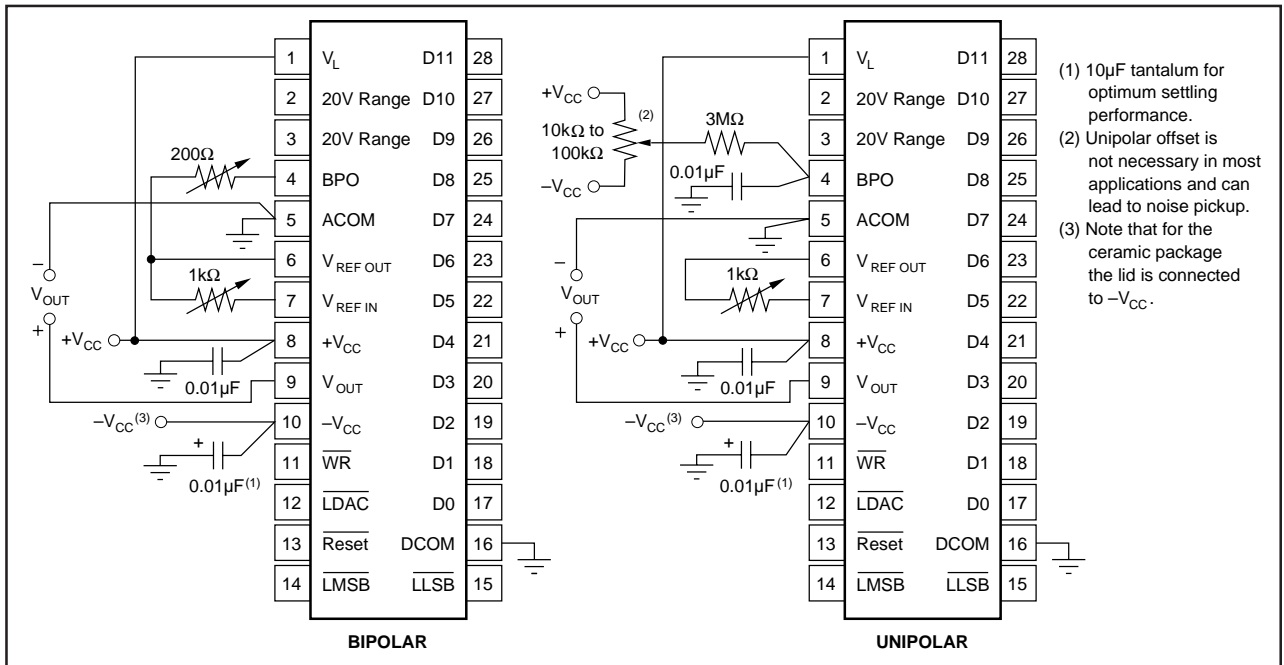 1 V_L D11 28
2 20V Range D10 27
3 20V Range D9 26
200Ω
4 BPO D8 25
5 ACOM D7 24
–
6 V_REF OUT D6 23
V_OUT
1kΩ
7 V_REF IN D5 22
+
+V_CC
8 +V_CC D4 21
0.01µF
9 V_OUT D3 20
–V_CC(3)
10 –V_CC D2 19
+
11 WR D1 18
0.01µF(1)
12 LDAC D0 17
13 Reset DCOM 16
14 LMSB LLSB 15
BIPOLAR
1 V_L D11 28
+V_CC
2 20V Range D10 27
(2)
10kΩ to
100kΩ
3MΩ
3 20V Range D9 26
0.01µF
–V_CC
4 BPO D8 25
5 ACOM D7 24
–
6 V_REF OUT D6 23
V_OUT
1kΩ
7 V_REF IN D5 22
+
+V_CC
8 +V_CC D4 21
0.01µF
9 V_OUT D3 20
–V_CC(3)
10 –V_CC D2 19
+
11 WR D1 18
0.01µF(1)
12 LDAC D0 17
13 Reset DCOM 16
14 LMSB LLSB 15
UNIPOLAR
(1) 10µF tantalum for
optimum settling
performance.
(2) Unipolar offset is
not necessary in most
applications and can
lead to noise pickup.
(3) Note that for the
ceramic package
the lid is connected
to –V_CC.